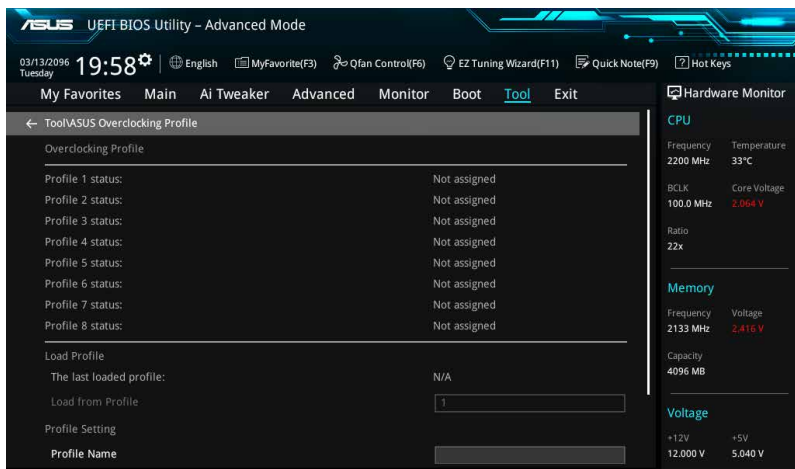 ASUS UEFI BIOS Utility – Advanced Mode
03/13/2096
Tuesday
19:58
English
MyFavorite(F3)
Qfan Control(F6)
EZ Tuning Wizard(F11)
Quick Note(F9)
? Hot Keys
My Favorites
Main
Ai Tweaker
Advanced
Monitor
Boot
Tool
Exit
Hardware Monitor
← Tool\ASUS Overclocking Profile
Overclocking Profile
Profile 1 status: Not assigned
Profile 2 status: Not assigned
Profile 3 status: Not assigned
Profile 4 status: Not assigned
Profile 5 status: Not assigned
Profile 6 status: Not assigned
Profile 7 status: Not assigned
Profile 8 status: Not assigned
Load Profile
The last loaded profile: N/A
Load from Profile 1
Profile Setting
Profile Name
CPU
Frequency Temperature
2200 MHz 33°C
BCLK Core Voltage
100.0 MHz 2.064 V
Ratio
22x
Memory
Frequency Voltage
2133 MHz 2.416 V
Capacity
4096 MB
Voltage
+12V +5V
12.000 V 5.040 V